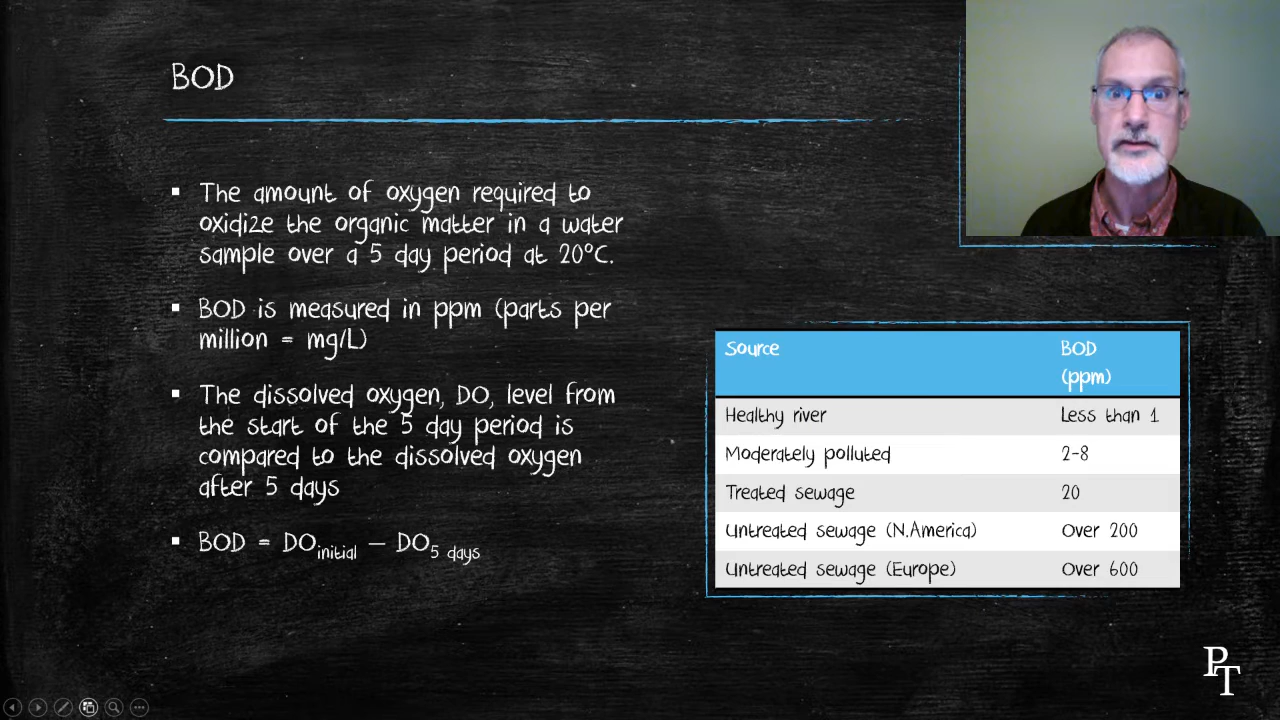 BOD
The amount of oxygen required to
oxidize the organic matter in a water
sample over a 5 day period at 20°C.
BOD is measured in ppm (parts per
million = mg/L)
The dissolved oxygen, DO, level from
the start of the 5 day period is
compared to the dissolved oxygen
after 5 days
BOD = DO initial – DO 5 days
Source BOD
(ppm)
Healthy river Less than 1
Moderately polluted 2-8
Treated sewage 20
Untreated sewage (N.America) Over 200
Untreated sewage (Europe) Over 600
PT